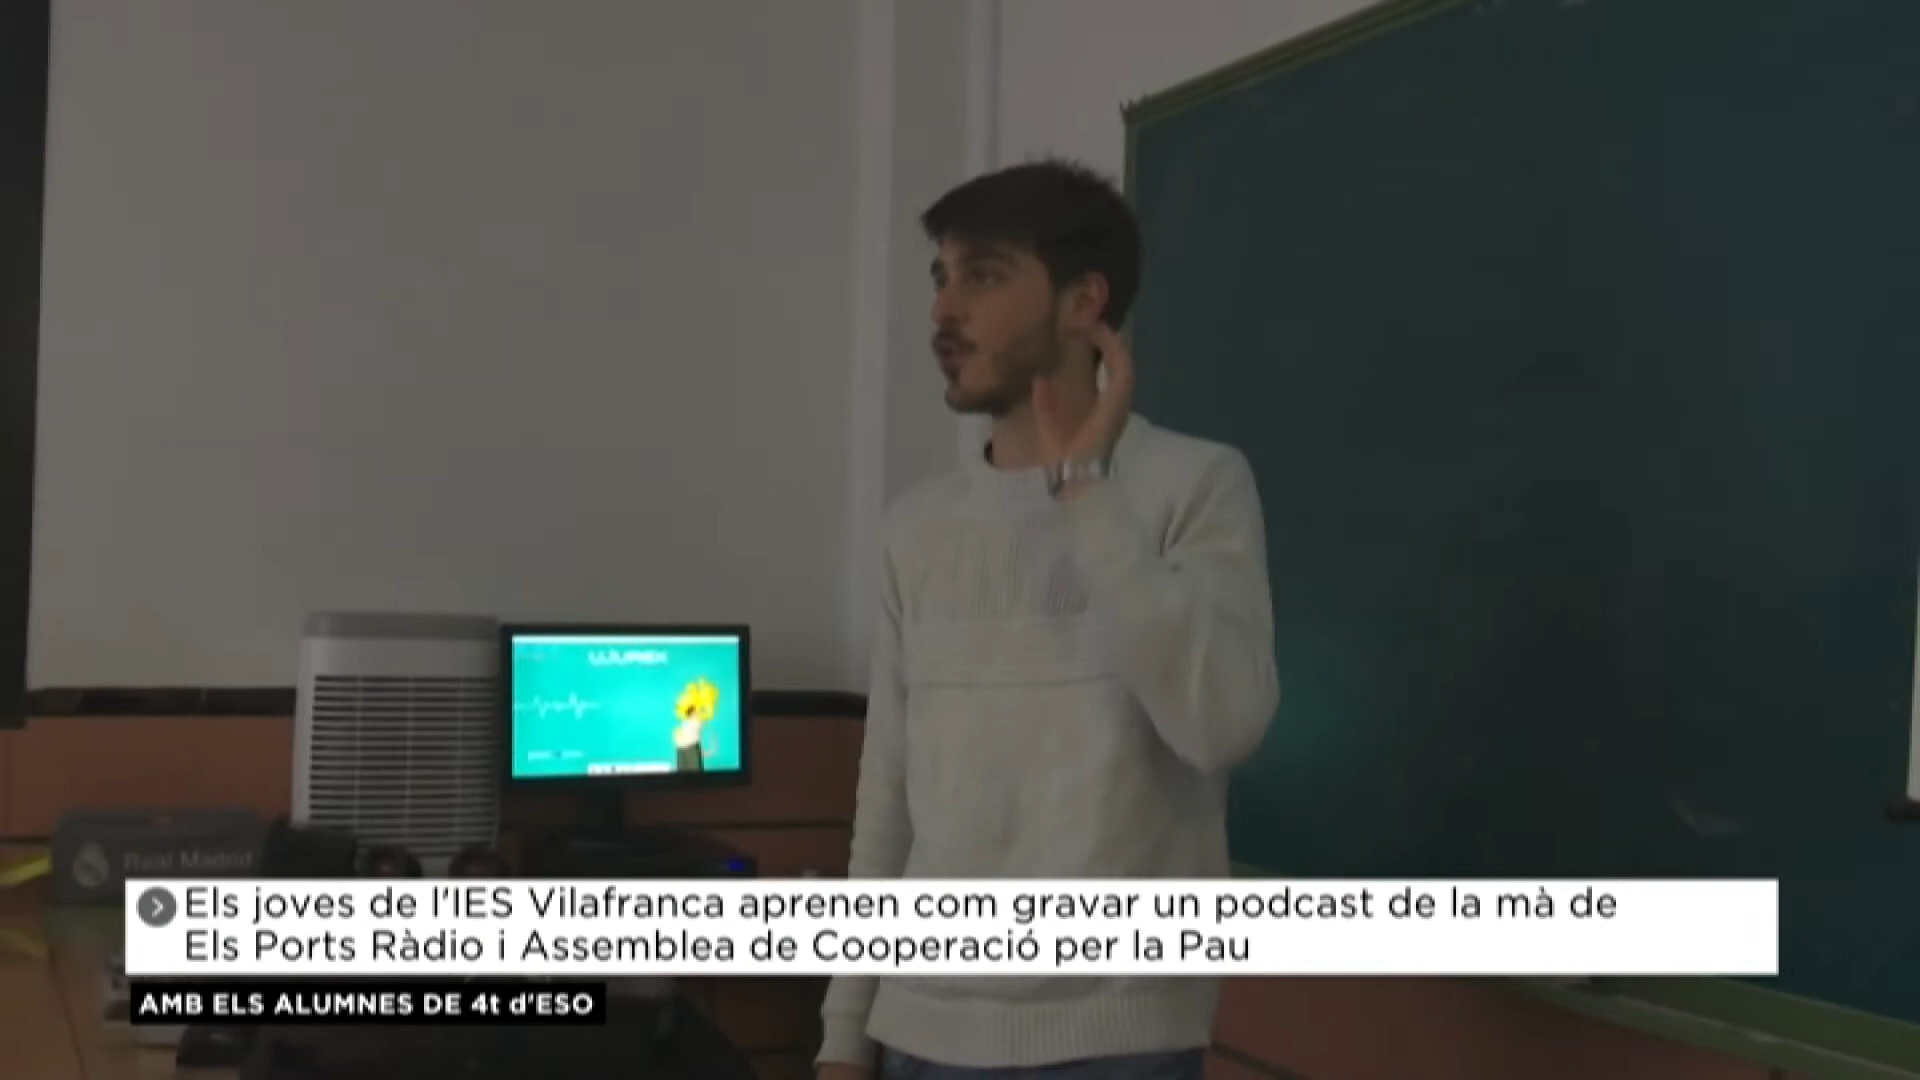 LLIUREX
Real Madrid
Els joves de l'IES Vilafranca aprenen com gravar un podcast de la mà de
Els Ports Ràdio i Assemblea de Cooperació per la Pau
AMB ELS ALUMNES DE 4t d'ESO